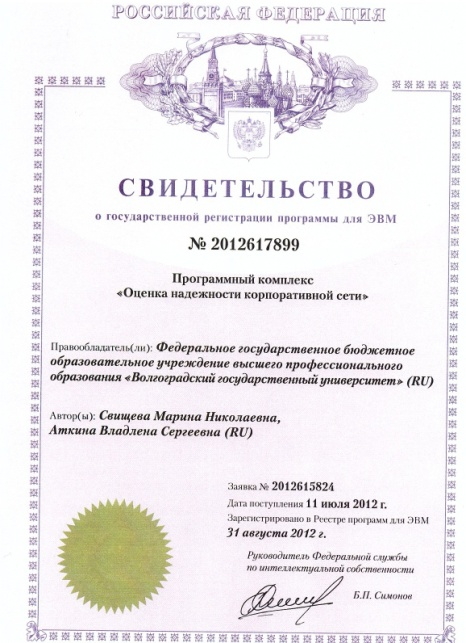 РОССИЙСКАЯ ФЕДЕРАЦИЯ
СВИДЕТЕЛЬСТВО
о государственной регистрации программы для ЭВМ
№ 2012617899
Программный комплекс
«Оценка надежности корпоративной сети»
Правообладатель(ли): Федеральное государственное бюджетное
образовательное учреждение высшего профессионального
образования «Волгоградский государственный университет» (RU)
Автор(ы): Свищева Марина Николаевна,
Аткина Владлена Сергеевна (RU)
Заявка № 2012615824
Дата поступления 11 июля 2012 г.
Зарегистрировано в Реестре программ для ЭВМ
31 августа 2012 г.
Руководитель Федеральной службы
по интеллектуальной собственности
Б.П. Симонов